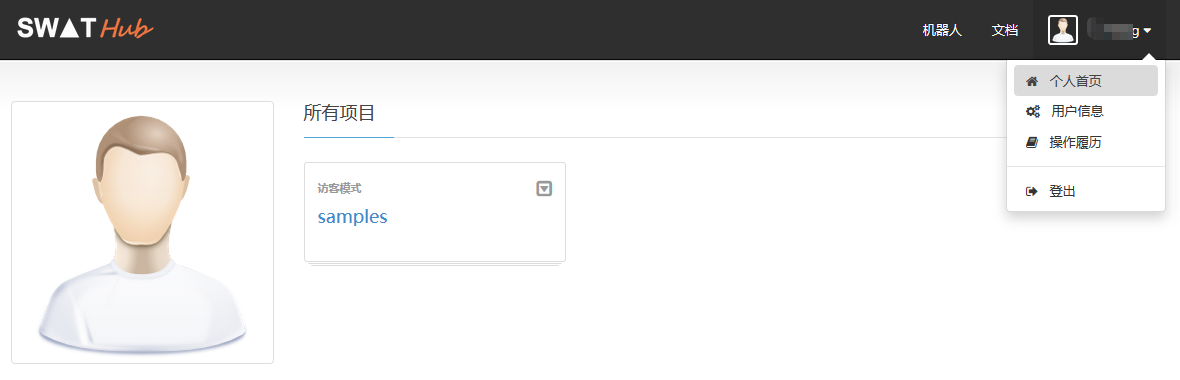 SWAT Hub
机器人 文档
个人首页
用户信息
操作履历
登出
所有项目
访客模式
samples